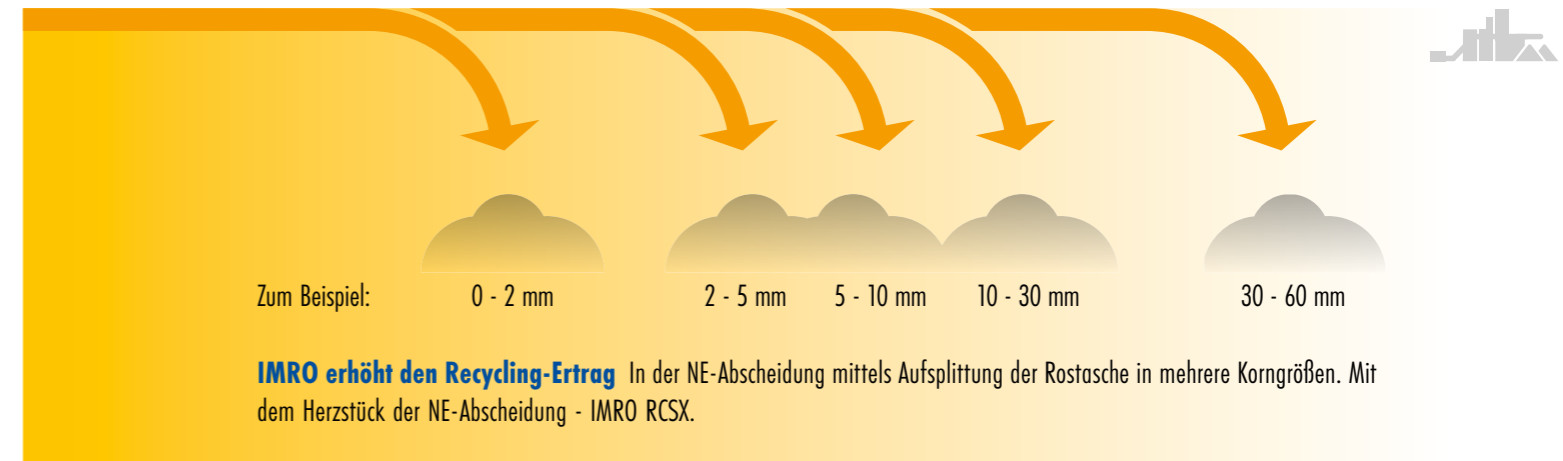 Zum Beispiel: 0 - 2 mm 2 - 5 mm 5 - 10 mm 10 - 30 mm 30 - 60 mm
IMRO erhöht den Recycling-Ertrag In der NE-Abscheidung mittels Aufsplittung der Rostasche in mehrere Korngrößen. Mit
dem Herzstück der NE-Abscheidung - IMRO RCSX.